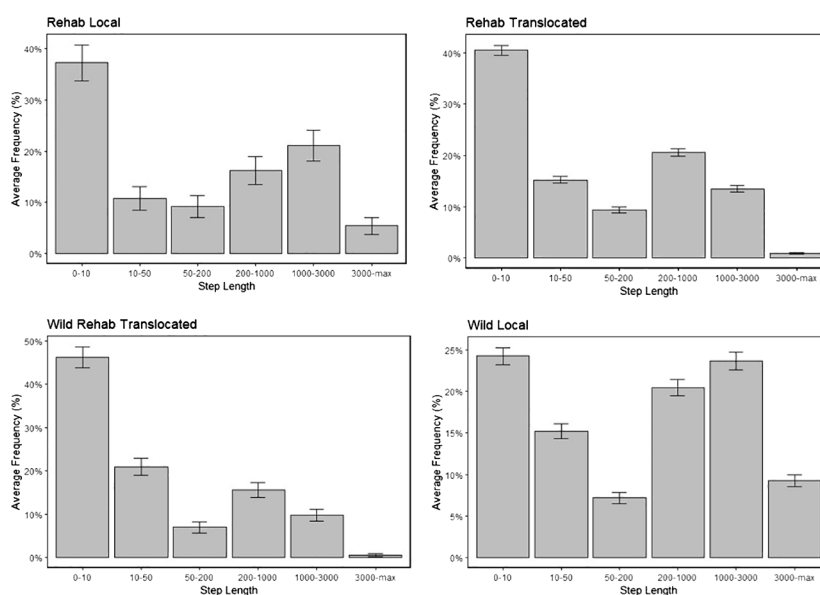 Rehab Local
Average Frequency (%)
40%
30%
20%
10%
0%
0-10 10-50 50-200 200-1000 1000-3000 3000-max
Step Length
Rehab Translocated
Average Frequency (%)
40%
30%
20%
10%
0%
0-10 10-50 50-200 200-1000 1000-3000 3000-max
Step Length
Wild Rehab Translocated
Average Frequency (%)
50%
40%
30%
20%
10%
0%
0-10 10-50 50-200 200-1000 1000-3000 3000-max
Step Length
Wild Local
Average Frequency (%)
25%
20%
15%
10%
5%
0%
0-10 10-50 50-200 200-1000 1000-3000 3000-max
Step Length